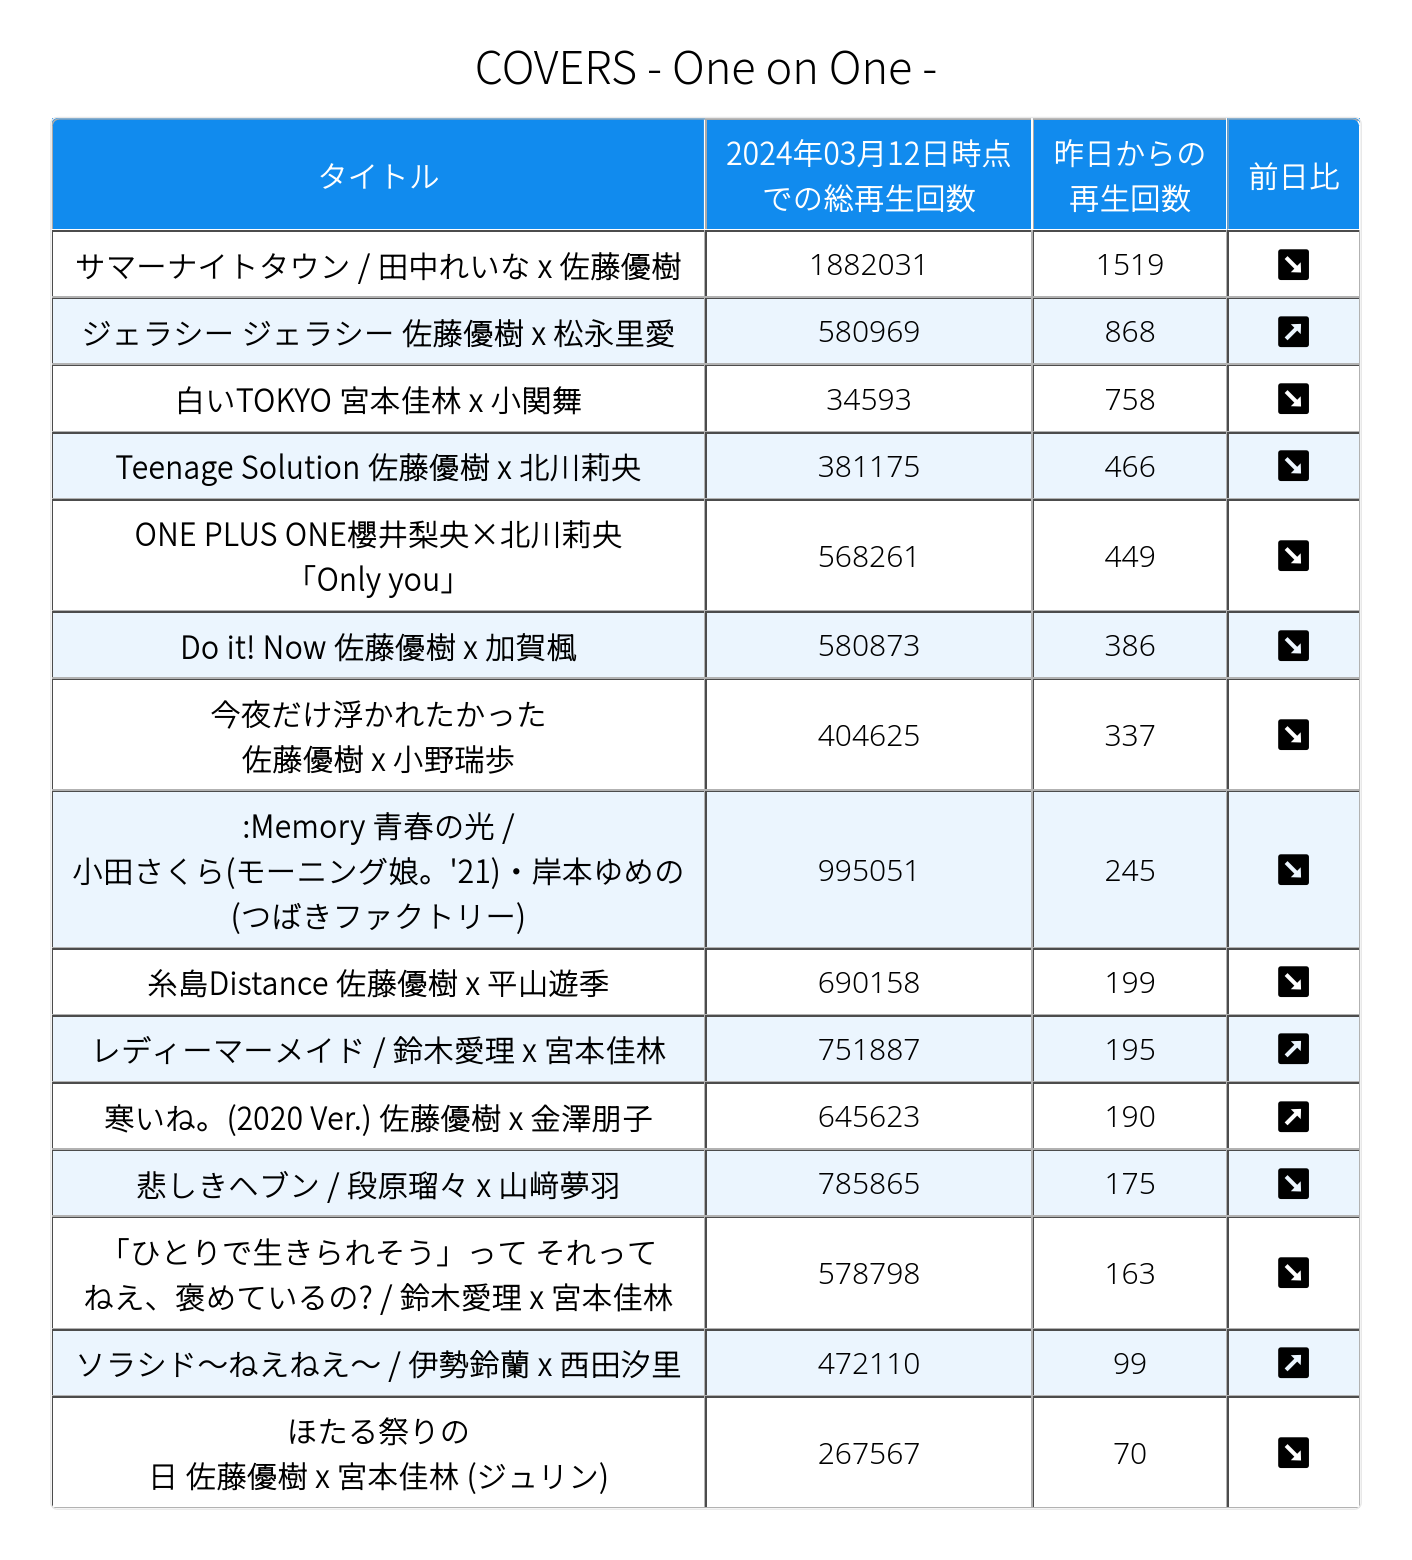 COVERS - One on One -
タイトル
2024年03月12日時点
での総再生回数
昨日からの
再生回数
前日比
サマーナイトタウン / 田中れいな x 佐藤優樹
1882031
1519
ジェラシー ジェラシー 佐藤優樹 x 松永里愛
580969
868
白いTOKYO 宮本佳林 x 小関舞
34593
758
Teenage Solution 佐藤優樹 x 北川莉央
381175
466
ONE PLUS ONE櫻井梨央×北川莉央
「Only you」
568261
449
Do it! Now 佐藤優樹 x 加賀楓
580873
386
今夜だけ浮かれたかった
佐藤優樹 x 小野瑞歩
404625
337
:Memory 青春の光 /
小田さくら(モーニング娘。'21)・岸本ゆめの
(つばきファクトリー)
995051
245
糸島Distance 佐藤優樹 x 平山遊季
690158
199
レディーマーメイド / 鈴木愛理 x 宮本佳林
751887
195
寒いね。(2020 Ver.) 佐藤優樹 x 金澤朋子
645623
190
悲しきヘブン / 段原瑠々 x 山﨑夢羽
785865
175
「ひとりで生きられそう」って それって
ねえ、褒めているの? / 鈴木愛理 x 宮本佳林
578798
163
ソラシド〜ねえねえ〜 / 伊勢鈴蘭 x 西田汐里
472110
99
ほたる祭りの
日 佐藤優樹 x 宮本佳林 (ジュリン)
267567
70